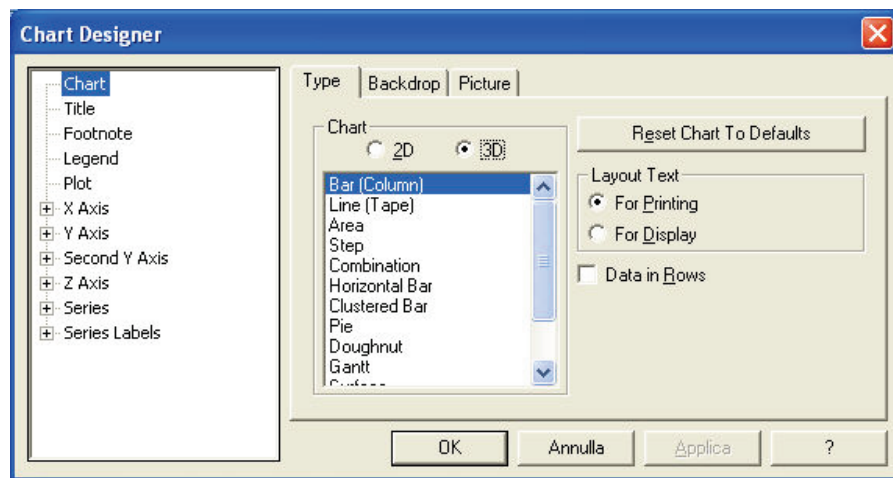 Chart Designer
Chart
Title
Footnote
Legend
Plot
X Axis
Y Axis
Second Y Axis
Z Axis
Series
Series Labels
Type Backdrop Picture
Chart
2D 3D
Bar (Column)
Line (Tape)
Area
Step
Combination
Horizontal Bar
Clustered Bar
Pie
Doughnut
Gantt
Reset Chart To Defaults
Layout Text
For Printing
For Display
Data in Rows
OK Annulla Applica ?